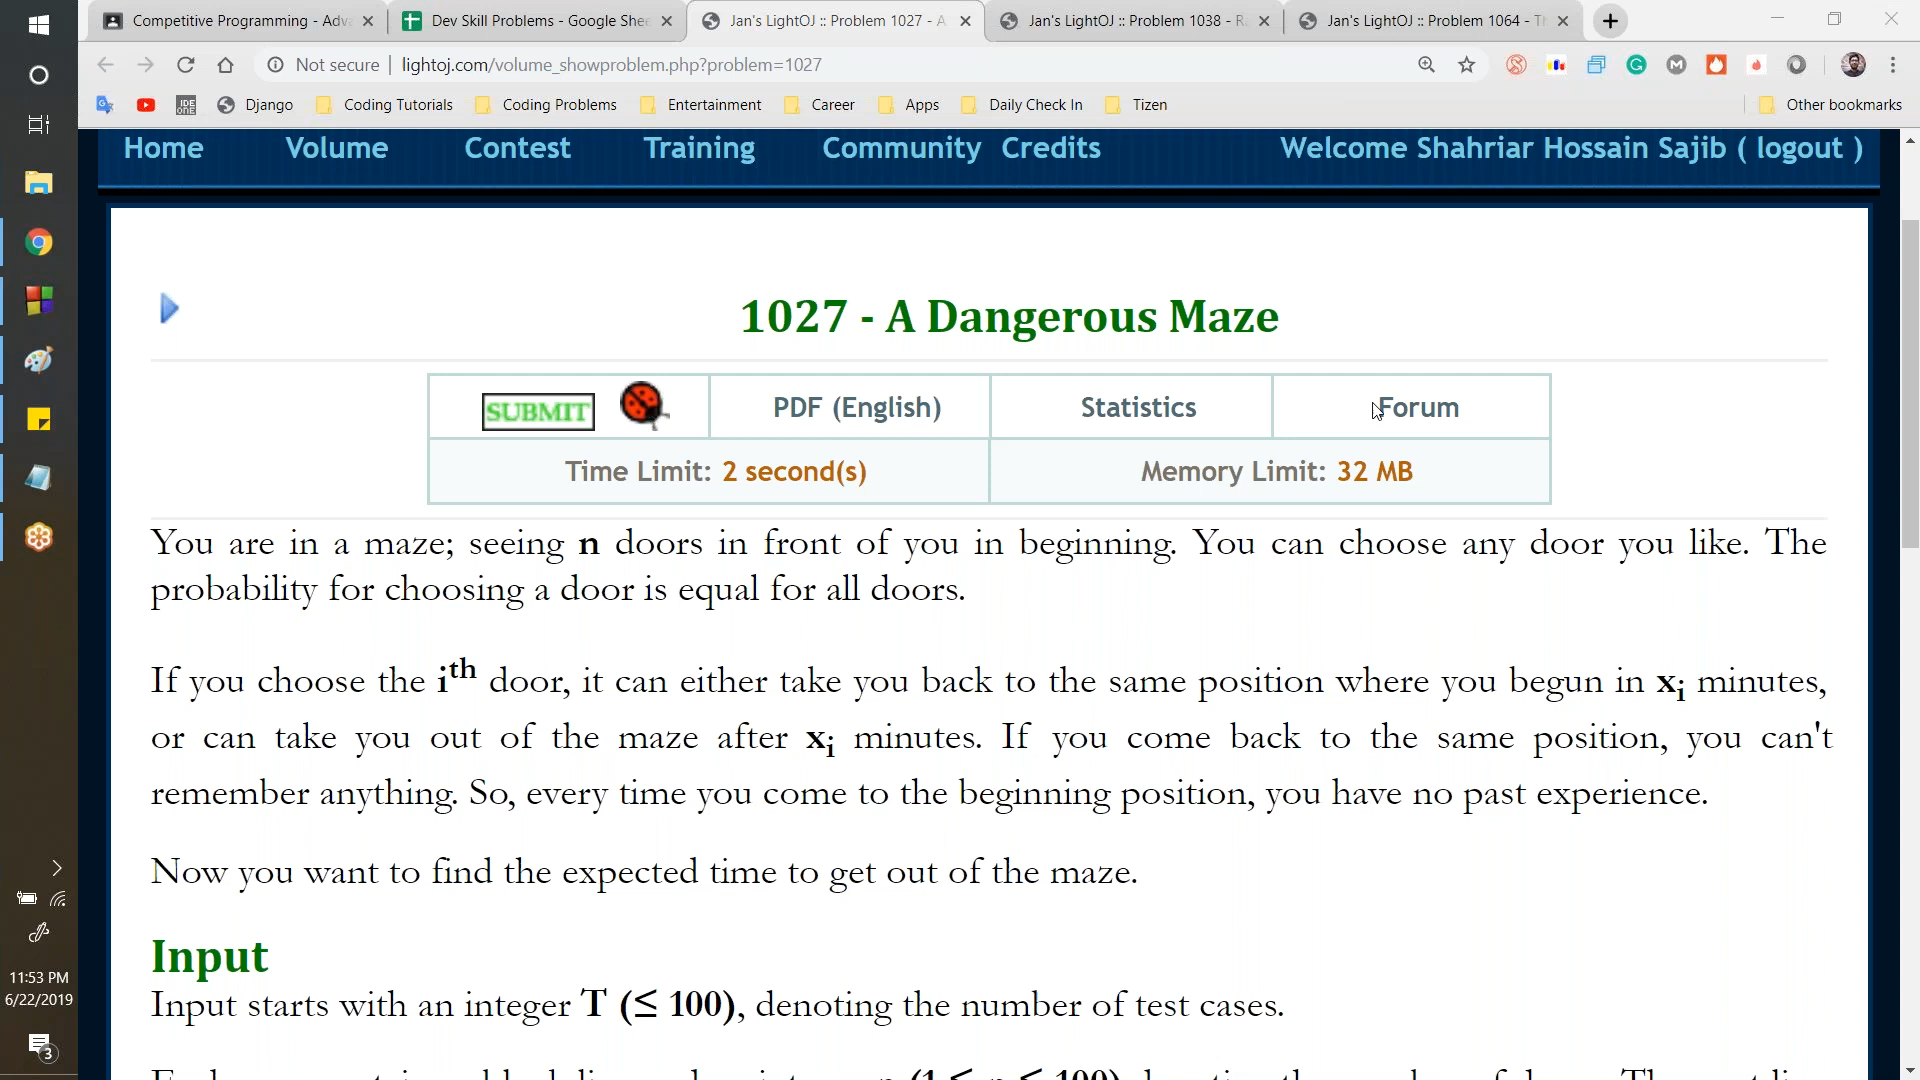 Competitive Programming - Adva
Dev Skill Problems - Google Shee
Jan's LightOJ :: Problem 1027 - A
Jan's LightOJ :: Problem 1038 - Ra
Jan's LightOJ :: Problem 1064 - Th
Not secure | lightoj.com/volume_showproblem.php?problem=1027
Django Coding Tutorials Coding Problems Entertainment Career Apps Daily Check In Tizen Other bookmarks
Home Volume Contest Training Community Credits Welcome Shahriar Hossain Sajib ( logout )
1027 - A Dangerous Maze
SUBMIT PDF (English) Statistics Forum
Time Limit: 2 second(s) Memory Limit: 32 MB
You are in a maze; seeing n doors in front of you in beginning. You can choose any door you like. The
probability for choosing a door is equal for all doors.
If you choose the ith door, it can either take you back to the same position where you begun in xi minutes,
or can take you out of the maze after xi minutes. If you come back to the same position, you can't
remember anything. So, every time you come to the beginning position, you have no past experience.
Now you want to find the expected time to get out of the maze.
Input
Input starts with an integer T (≤ 100), denoting the number of test cases.
11:53 PM
6/22/2019
3